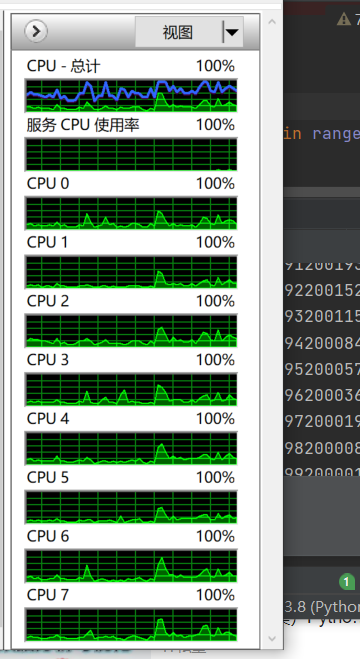 视图
7
CPU - 总计 100%
服务 CPU 使用率 100%
in range
CPU 0 100%
CPU 1 100%
91200193
92200152
CPU 2 100%
93200115
94200084
CPU 3 100%
95200057
96200036
CPU 4 100%
97200019
98200008
CPU 5 100%
99200001
CPU 6 100%
1
CPU 7 100%
3.8 (Python